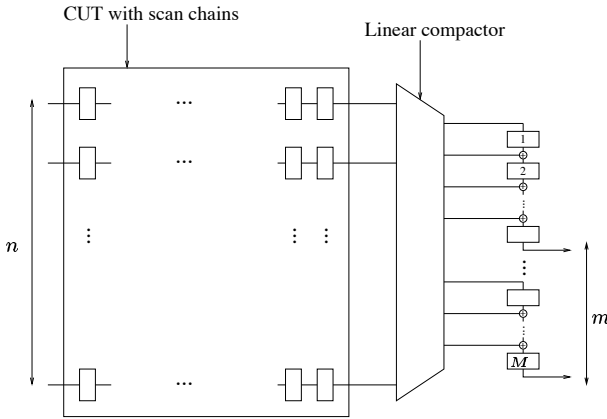 CUT with scan chains
Linear compactor
...
...
...
1
2
n
m
M